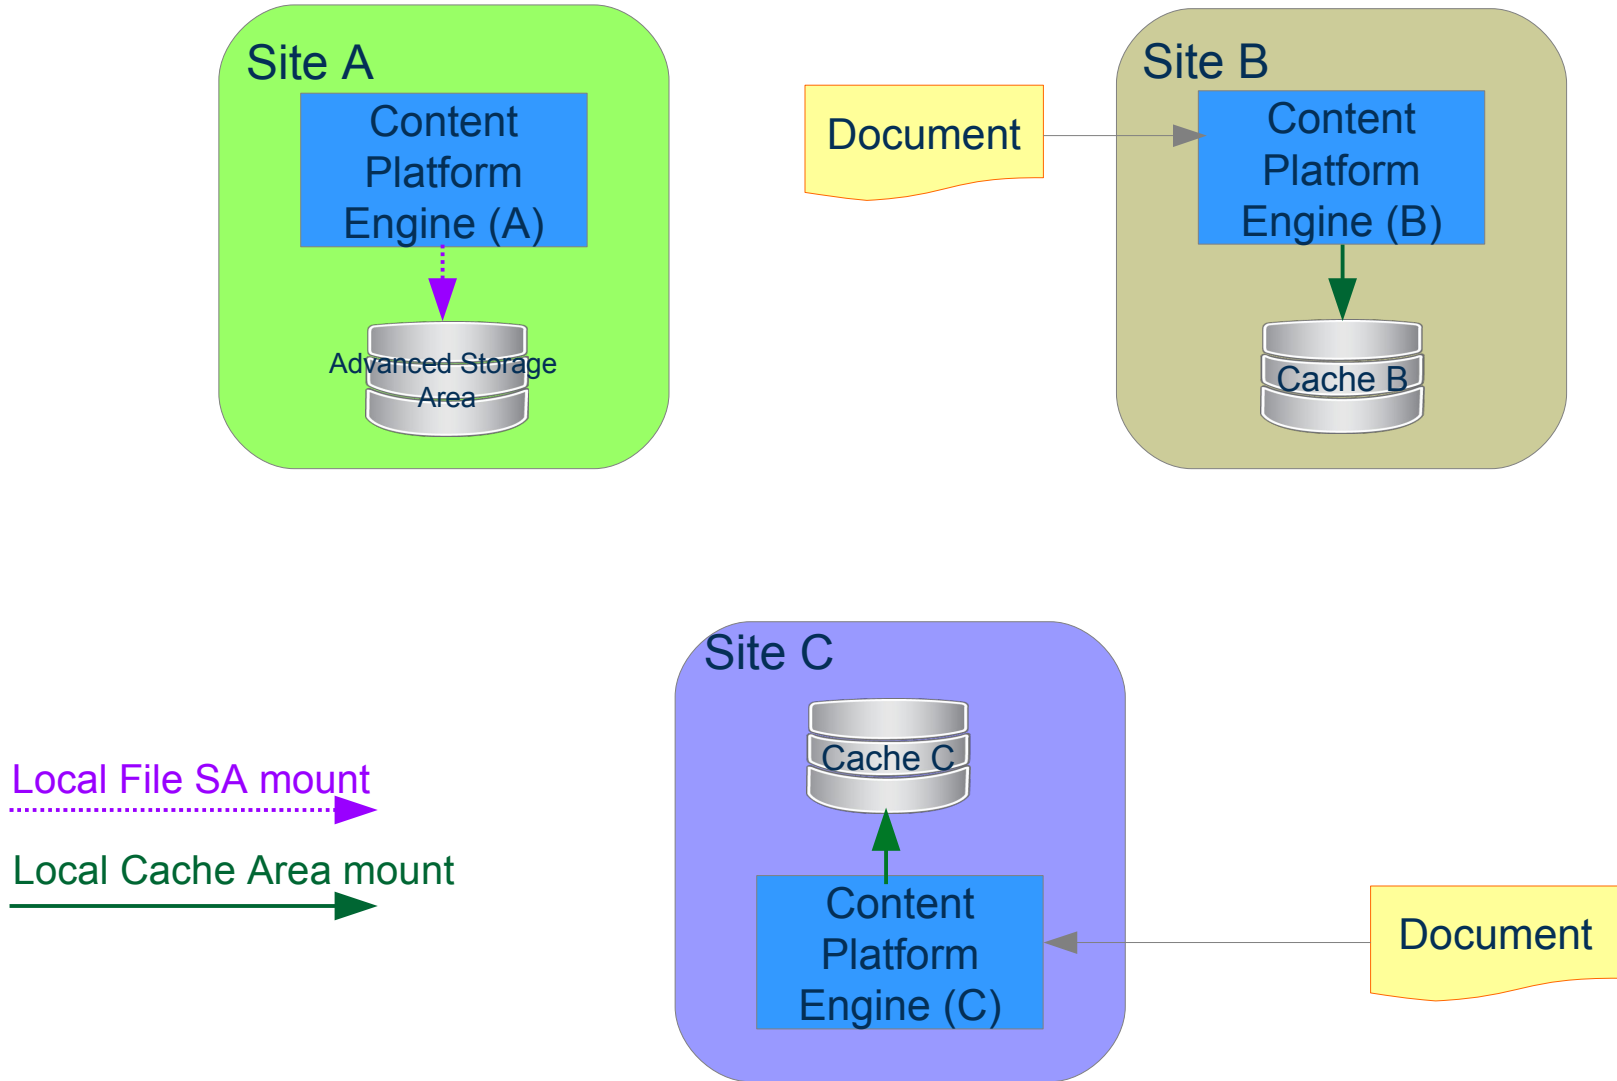 Site A
Content
Platform
Engine (A)
Advanced Storage
Area
Document
Site B
Content
Platform
Engine (B)
Cache B
Site C
Cache C
Content
Platform
Engine (C)
Local File SA mount
Local Cache Area mount
Document